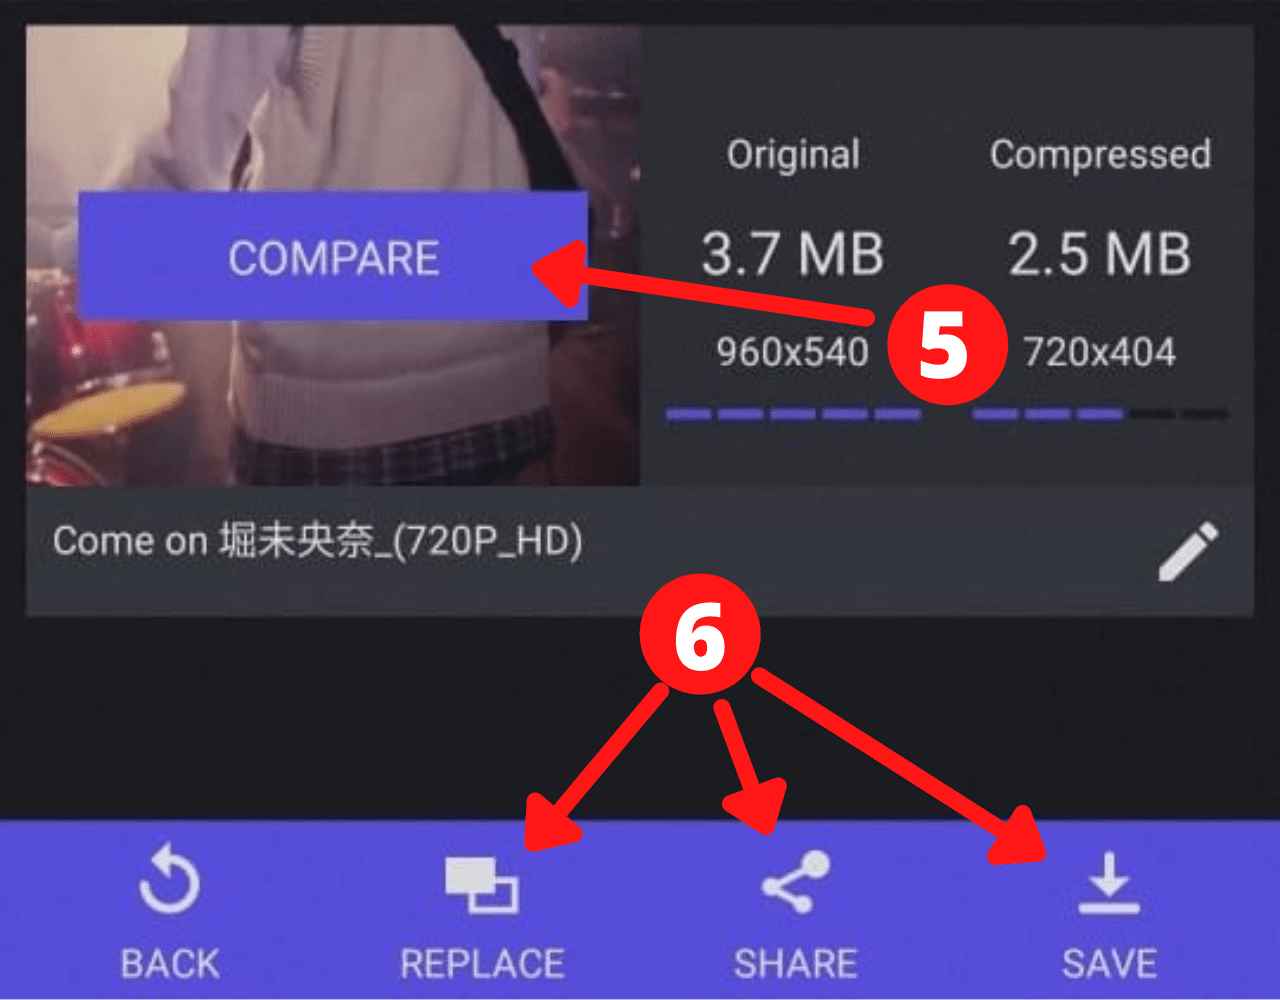 Original Compressed
COMPARE
3.7 MB 2.5 MB
960x540 5 720x404
Come on 堀未央奈_(720P_HD)
6
BACK REPLACE SHARE SAVE